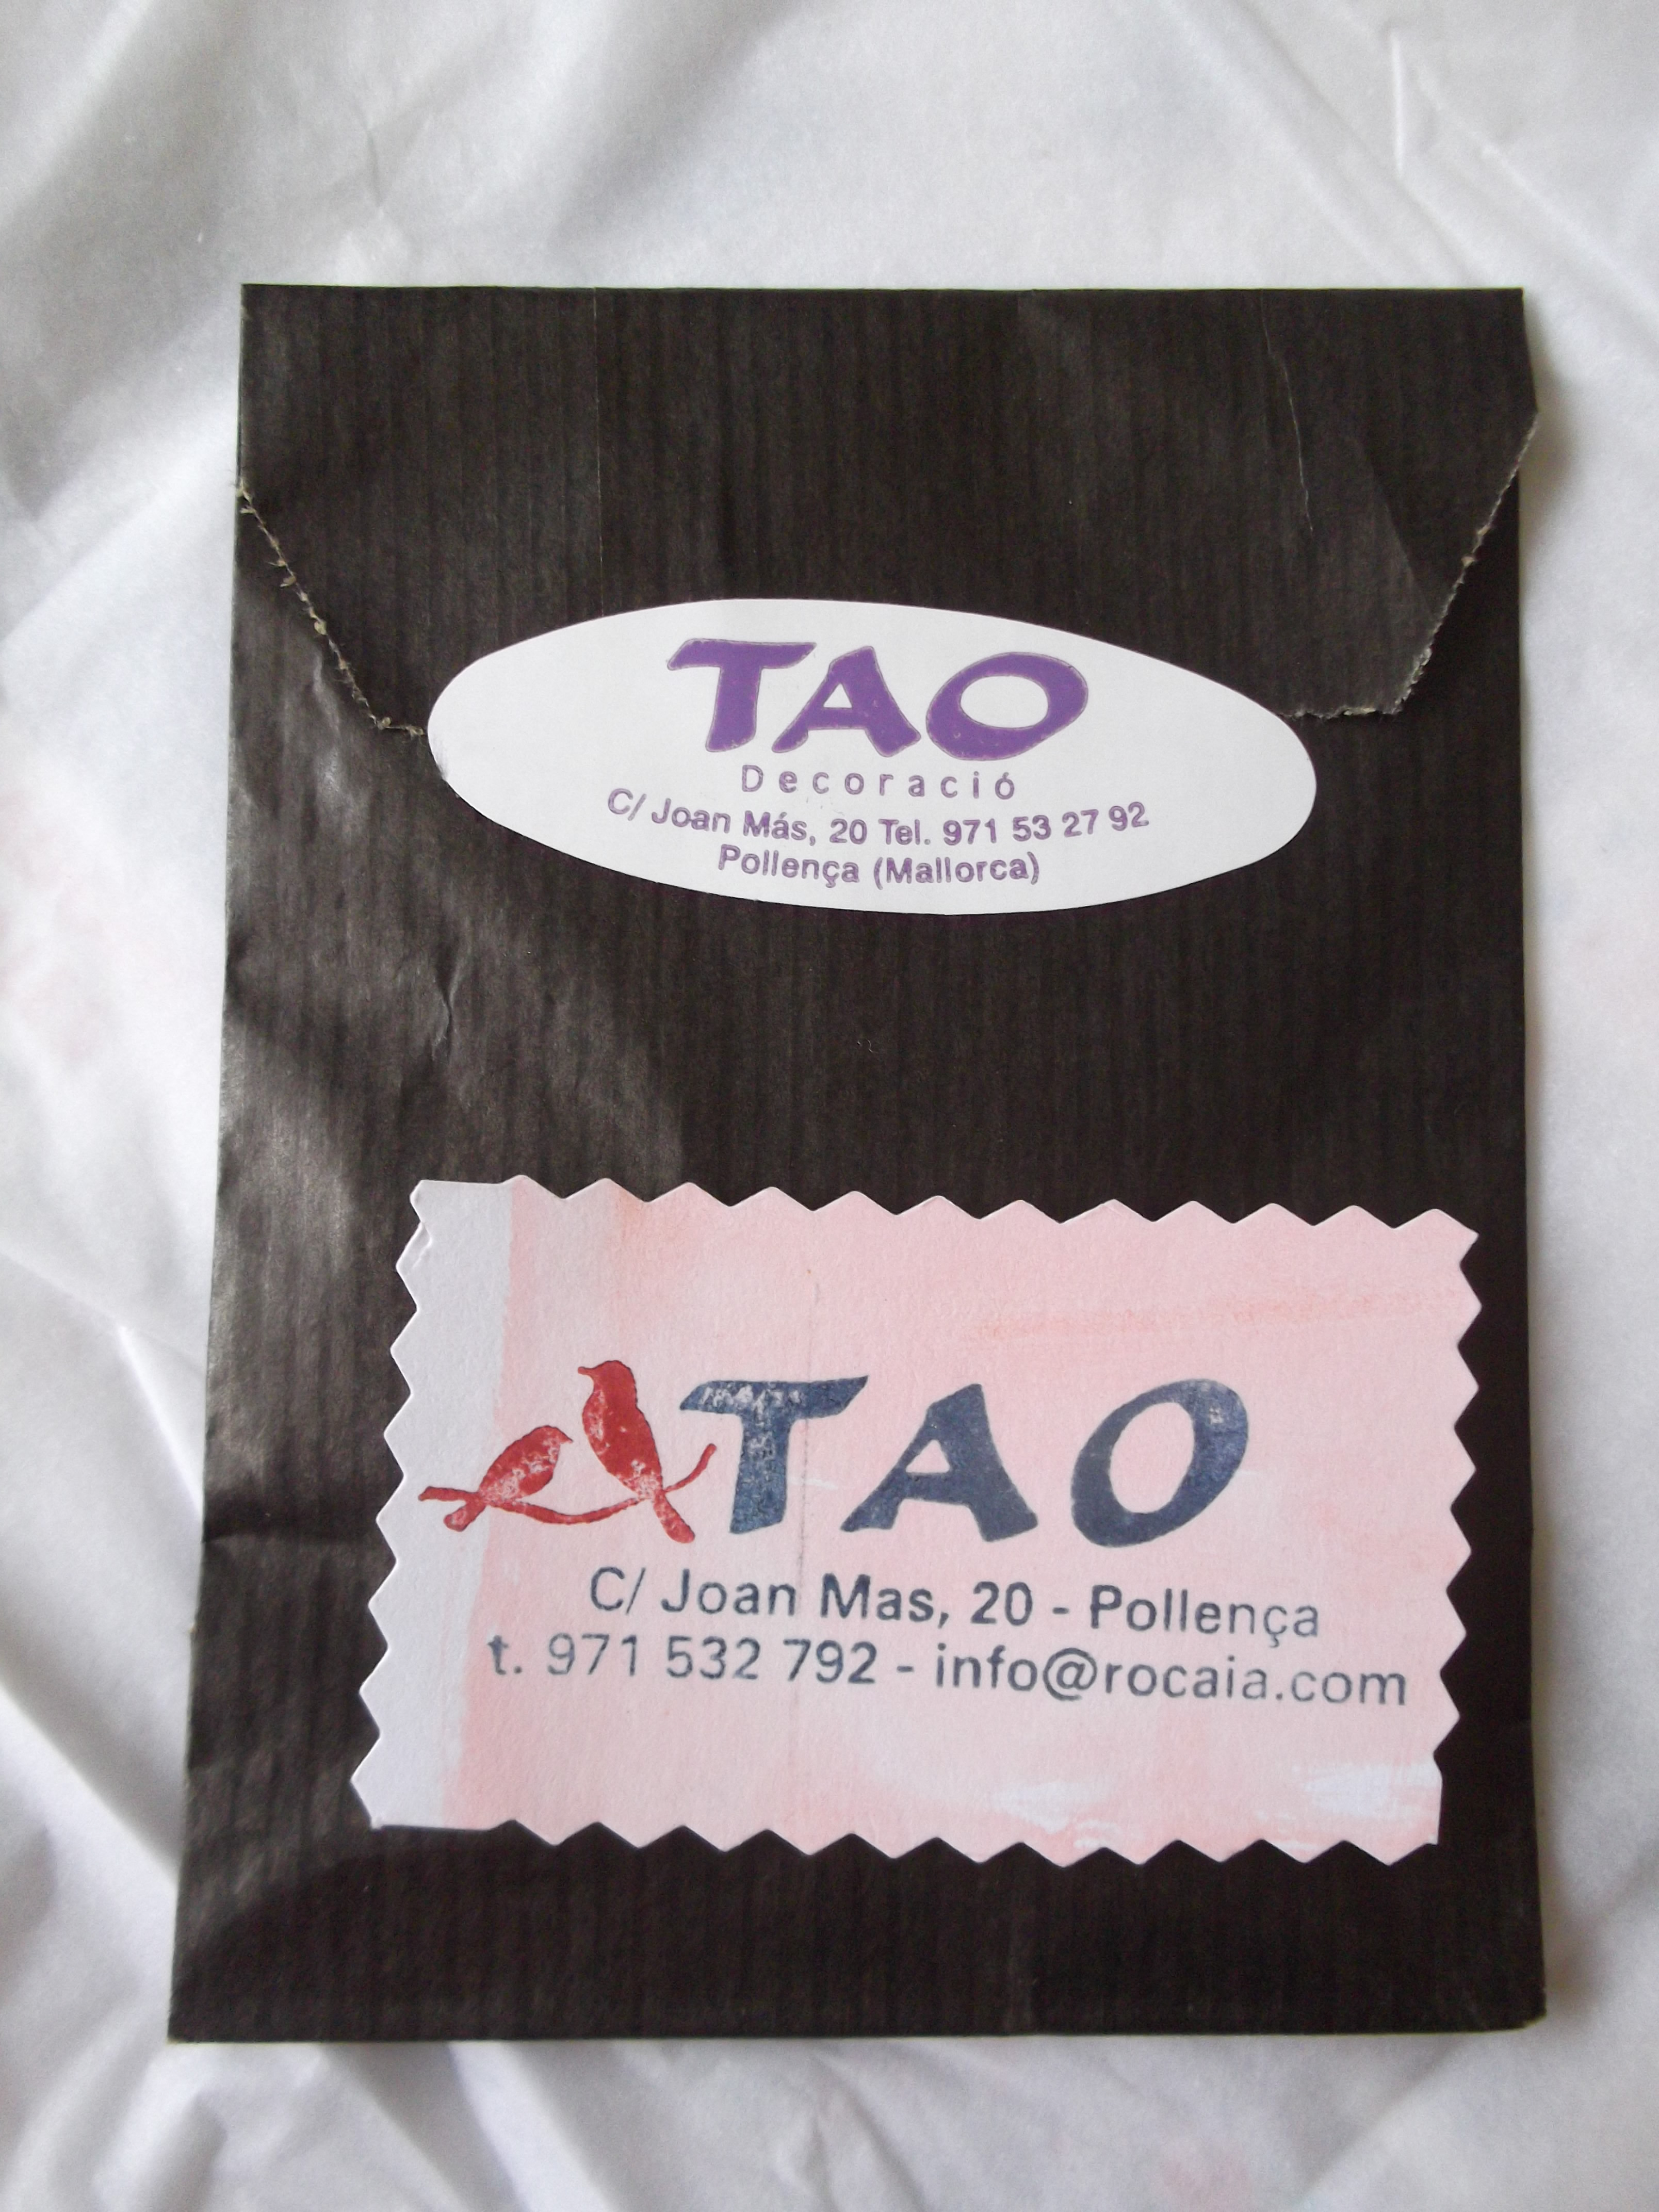 TAO
Decoració
C/ Joan Más, 20 Tel. 971 53 27 92
Pollença (Mallorca)
TAO
C/ Joan Mas, 20 - Pollença
t. 971 532 792 - info@rocaia.com